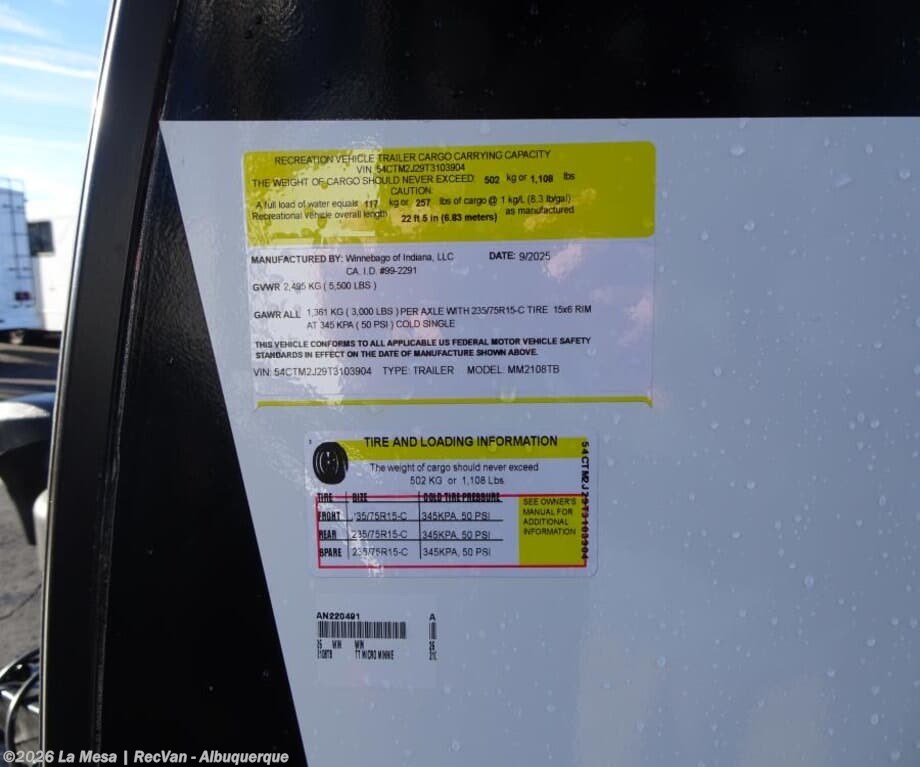 RECREATION VEHICLE TRAILER CARGO CARRYING CAPACITY
VIN 54CTM2J29T3103904
THE WEIGHT OF CARGO SHOULD NEVER EXCEED: 502 kg or 1,108 lbs
CAUTION:
A full load of water equals 117 kg or 257 lbs of cargo @ 1 kg/L (8.3 lb/gal)
Recreational vehicle overall length 22 ft 5 in (6.83 meters) as manufactured
MANUFACTURED BY: Winnebago of Indiana, LLC DATE: 9/2025
CA. I.D. #99-2291
GVWR 2,495 KG ( 5,500 LBS )
GAWR ALL 1,361 KG ( 3,000 LBS ) PER AXLE WITH 235/75R15-C TIRE 15x6 RIM
AT 345 KPA ( 50 PSI ) COLD SINGLE
THIS VEHICLE CONFORMS TO ALL APPLICABLE US FEDERAL MOTOR VEHICLE SAFETY
STANDARDS IN EFFECT ON THE DATE OF MANUFACTURE SHOWN ABOVE.
VIN: 54CTM2J29T3103904 TYPE: TRAILER MODEL: MM2108TB
TIRE AND LOADING INFORMATION
The weight of cargo should never exceed
502 KG or 1,108 Lbs
TIRE SIZE COLD TIRE PRESSURE
FRONT 235/75R15-C 345KPA, 50 PSI
REAR 235/75R15-C 345KPA, 50 PSI
SPARE 235/75R15-C 345KPA, 50 PSI
SEE OWNER'S
MANUAL FOR
ADDITIONAL
INFORMATION
54CTM2J29T3103904
AN220491 A
WIN WIN
2108TB TT MICRO MINNIE
©2026 La Mesa | RecVan - Albuquerque